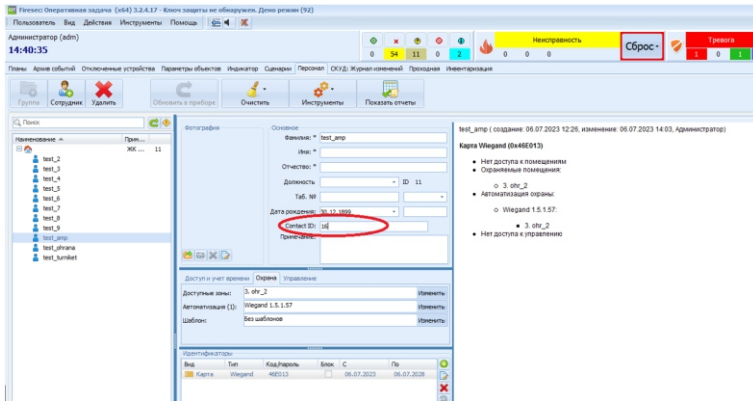 Firesec: Оперативная задача (x64) 3.2.4.17 - Ключ защиты не обнаружен. Демо режим (92)
Пользователь Вид Действия Инструменты Помощь
Администратор (adm)
14:40:35
0 54 11 0 2
Неисправность
0 0 0
Сброс
Тревога
1 0 1
Планы Архив событий Отключенные устройства Параметры объектов Индикатор Сценарии Персонал СКУД: Журнал изменений Проходная Инвентаризация
Группа Сотрудник Удалить Обновить в приборе Очистить Инструменты Показать отчеты
Поиск
Наименование Прим...
ЖК ... 11
test_2
test_3
test_4
test_5
test_6
test_7
test_8
test_9
test_amp
test_ohrana
test_turniket
Фотография
Основное
Фамилия: * test_amp
Имя: *
Отчество: *
Должность ID 11
Таб. №
Дата рождения: 30.12.1899
Contact ID: 16
Примечание:
Доступ и учет времени Охрана Управление
Доступные зоны: 3. ohr_2 Изменить
Автоматизация (1): Wiegand 1.5.1.57 Изменить
Шаблон: Без шаблонов Изменить
Идентификаторы
Вид Тип Код/пароль Блок С По
Карта Wiegand 46E013 06.07.2023 06.07.2028
test_amp ( создание: 06.07.2023 12:26, изменение: 06.07.2023 14:03, Администратор)
Карта Wiegand (0x46E013)
Нет доступа к помещениям
Охраняемые помещения:
3. ohr_2
Автоматизация охраны:
Wiegand 1.5.1.57:
3. ohr_2
Нет доступа к управлению